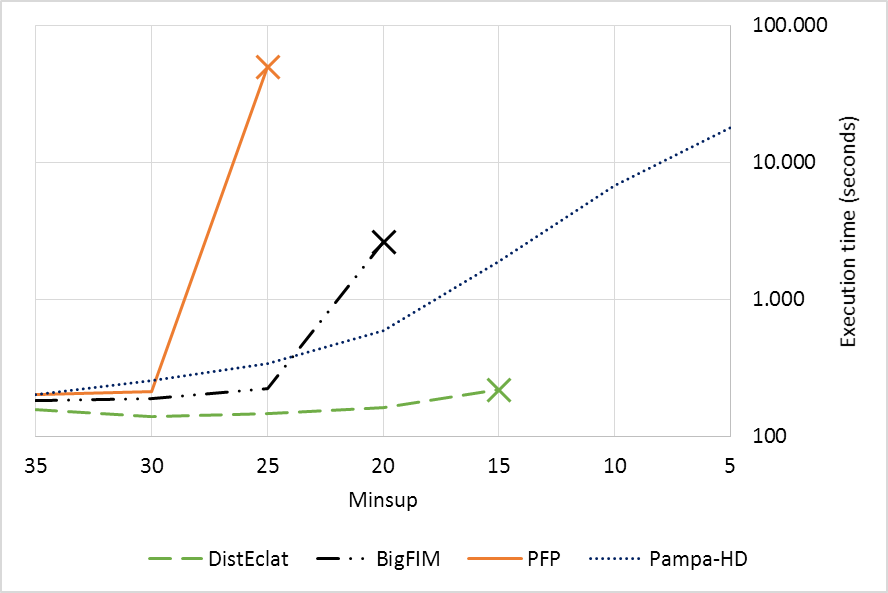 100.000
10.000
1.000
100
Execution time (seconds)
35 30 25 20 15 10 5
Minsup
DistEclat BigFIM PFP Pampa-HD